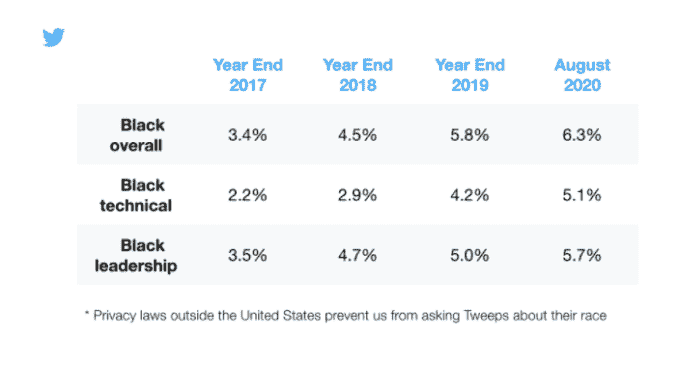 Year End 2017 Year End 2018 Year End 2019 August 2020
Black overall 3.4% 4.5% 5.8% 6.3%
Black technical 2.2% 2.9% 4.2% 5.1%
Black leadership 3.5% 4.7% 5.0% 5.7%
* Privacy laws outside the United States prevent us from asking Tweeps about their race